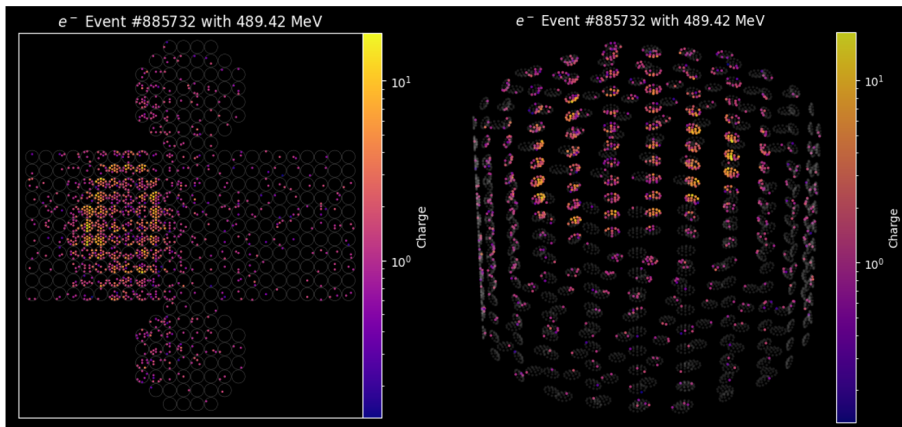 e⁻ Event #885732 with 489.42 MeV
e⁻ Event #885732 with 489.42 MeV
10¹
10⁰
Charge
10¹
10⁰
Charge